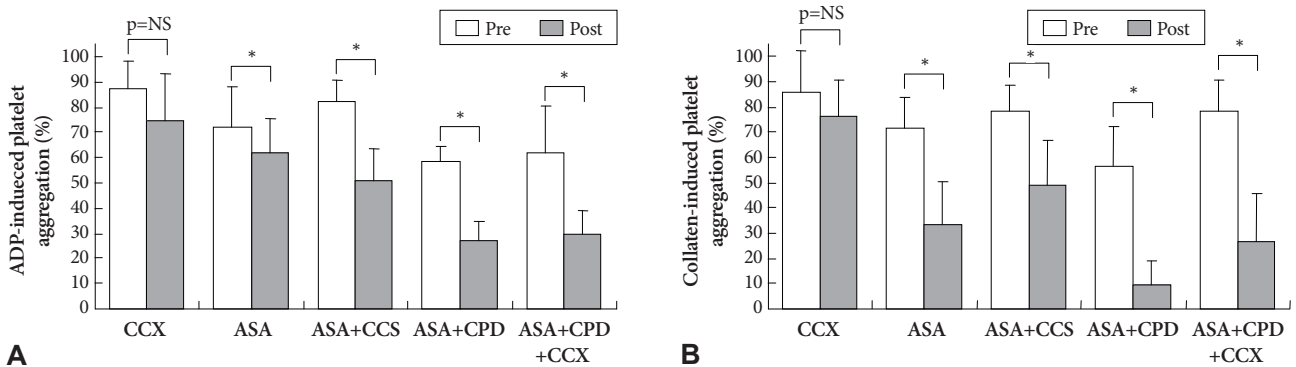 p=NS
Pre
Post
*
*
*
*
100
90
80
70
60
50
40
30
20
10
0
ADP-indueced platelet
aggregation (%)
CCX
ASA
ASA+CCS
ASA+CPD
ASA+CPD
+CCX
A
p=NS
Pre
Post
*
*
*
*
100
90
80
70
60
50
40
30
20
10
0
Collaten-induced platelet
aggregation (%)
CCX
ASA
ASA+CCS
ASA+CPD
ASA+CPD
+CCX
B